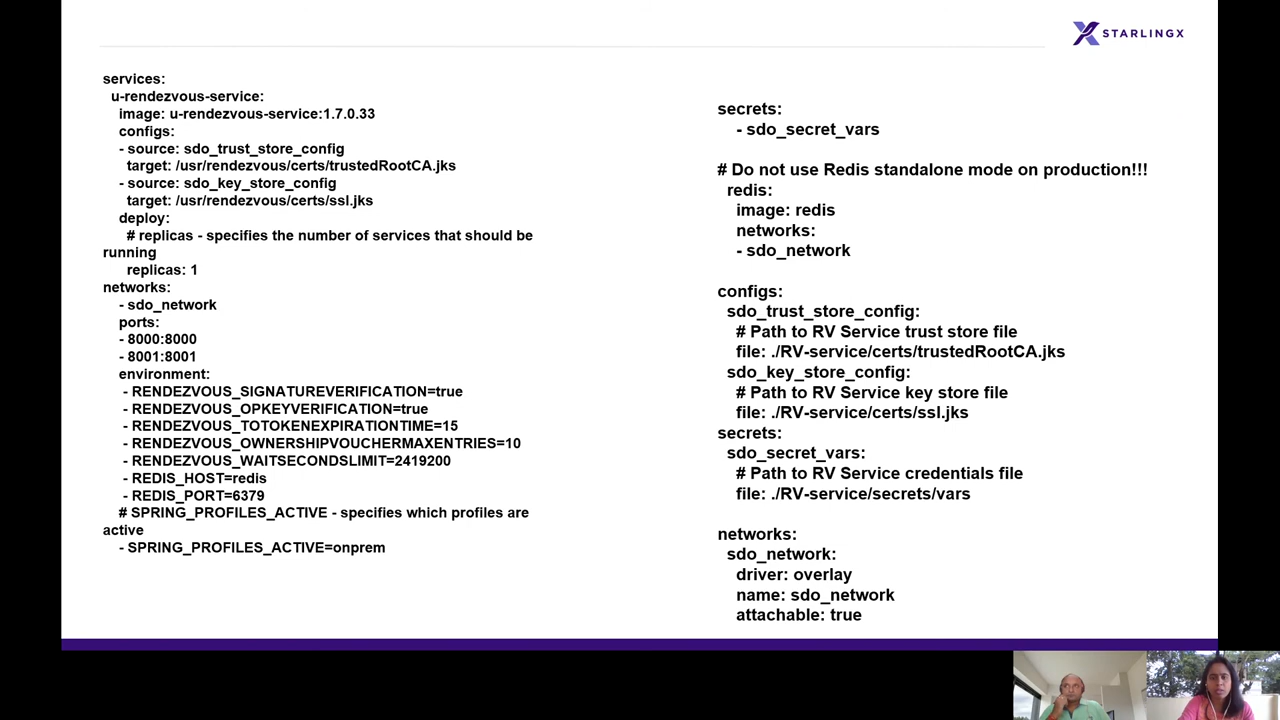 STARLINGX
services:
u-rendezvous-service:
image: u-rendezvous-service:1.7.0.33
configs:
- source: sdo_trust_store_config
target: /usr/rendezvous/certs/trustedRootCA.jks
- source: sdo_key_store_config
target: /usr/rendezvous/certs/ssl.jks
deploy:
# replicas - specifies the number of services that should be
running
replicas: 1
networks:
- sdo_network
ports:
- 8000:8000
- 8001:8001
environment:
- RENDEZVOUS_SIGNATUREVERIFICATION=true
- RENDEZVOUS_OPKEYVERIFICATION=true
- RENDEZVOUS_TOTOKENEXPIRATIONTIME=15
- RENDEZVOUS_OWNERSHIPVOUCHERMAXENTRIES=10
- RENDEZVOUS_WAITSECONDSLIMIT=2419200
- REDIS_HOST=redis
- REDIS_PORT=6379
# SPRING_PROFILES_ACTIVE - specifies which profiles are
active
- SPRING_PROFILES_ACTIVE=onprem
secrets:
- sdo_secret_vars
# Do not use Redis standalone mode on production!!!
redis:
image: redis
networks:
- sdo_network
configs:
sdo_trust_store_config:
# Path to RV Service trust store file
file: ./RV-service/certs/trustedRootCA.jks
sdo_key_store_config:
# Path to RV Service key store file
file: ./RV-service/certs/ssl.jks
secrets:
sdo_secret_vars:
# Path to RV Service credentials file
file: ./RV-service/secrets/vars
networks:
sdo_network:
driver: overlay
name: sdo_network
attachable: true